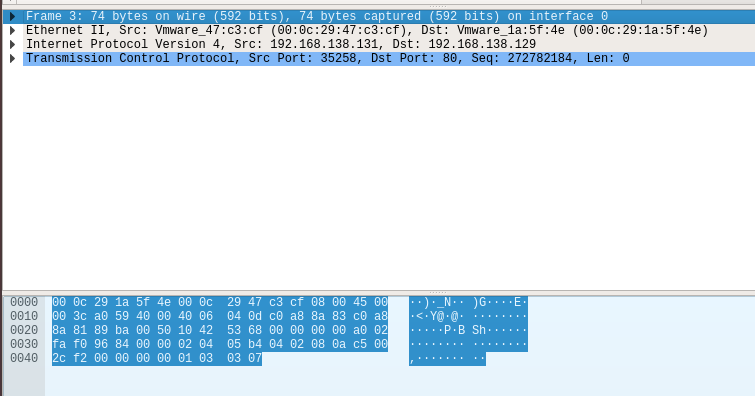 Frame 3: 74 bytes on wire (592 bits), 74 bytes captured (592 bits) on interface 0
Ethernet II, Src: Vmware_47:c3:cf (00:0c:29:47:c3:cf), Dst: Vmware_1a:5f:4e (00:0c:29:1a:5f:4e)
Internet Protocol Version 4, Src: 192.168.138.131, Dst: 192.168.138.129
Transmission Control Protocol, Src Port: 35258, Dst Port: 80, Seq: 272782184, Len: 0
0000 00 0c 29 1a 5f 4e 00 0c 29 47 c3 cf 08 00 45 00 ··)·_N·· )G····E·
0010 00 3c a0 59 40 00 40 06 04 0d c0 a8 8a 83 c0 a8 ·<·Y@·@· ········
0020 8a 81 89 ba 00 50 10 42 53 68 00 00 00 00 a0 02 ·····P·B Sh······
0030 fa f0 96 84 00 00 02 04 05 b4 04 02 08 0a c5 00 ········ ········
0040 2c f2 00 00 00 00 01 03 03 07 ,······· ··